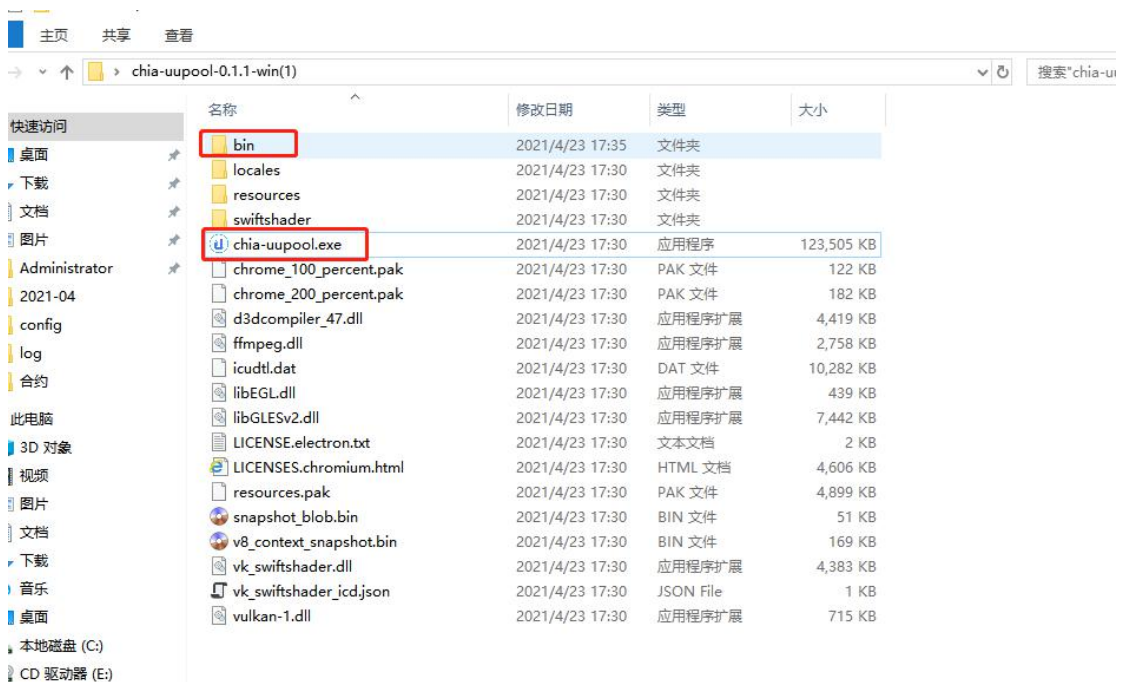 主页 共享 查看
chia-uupool-0.1.1-win(1) 搜索"chia-u
名称 修改日期 类型 大小
快速访问
桌面
下载
文档
图片
Administrator
2021-04
config
log
合约
此电脑
3D 对象
视频
图片
文档
下载
音乐
桌面
本地磁盘 (C:)
CD 驱动器 (E:)
bin 2021/4/23 17:35 文件夹
locales 2021/4/23 17:30 文件夹
resources 2021/4/23 17:30 文件夹
swiftshader 2021/4/23 17:30 文件夹
chia-uupool.exe 2021/4/23 17:30 应用程序 123,505 KB
chrome_100_percent.pak 2021/4/23 17:30 PAK 文件 122 KB
chrome_200_percent.pak 2021/4/23 17:30 PAK 文件 182 KB
d3dcompiler_47.dll 2021/4/23 17:30 应用程序扩展 4,419 KB
ffmpeg.dll 2021/4/23 17:30 应用程序扩展 2,758 KB
icudtl.dat 2021/4/23 17:30 DAT 文件 10,282 KB
libEGL.dll 2021/4/23 17:30 应用程序扩展 439 KB
libGLESv2.dll 2021/4/23 17:30 应用程序扩展 7,442 KB
LICENSE.electron.txt 2021/4/23 17:30 文本文档 2 KB
LICENSES.chromium.html 2021/4/23 17:30 HTML 文档 4,606 KB
resources.pak 2021/4/23 17:30 PAK 文件 4,899 KB
snapshot_blob.bin 2021/4/23 17:30 BIN 文件 51 KB
v8_context_snapshot.bin 2021/4/23 17:30 BIN 文件 169 KB
vk_swiftshader.dll 2021/4/23 17:30 应用程序扩展 4,383 KB
vk_swiftshader_icd.json 2021/4/23 17:30 JSON File 1 KB
vulkan-1.dll 2021/4/23 17:30 应用程序扩展 715 KB